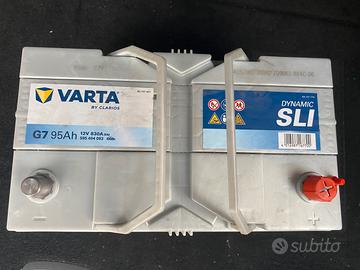 VARTA
BY CLARIOS
G7 95Ah
12V 830A EN
595 404 083
DYNAMIC
SLI
+
subito